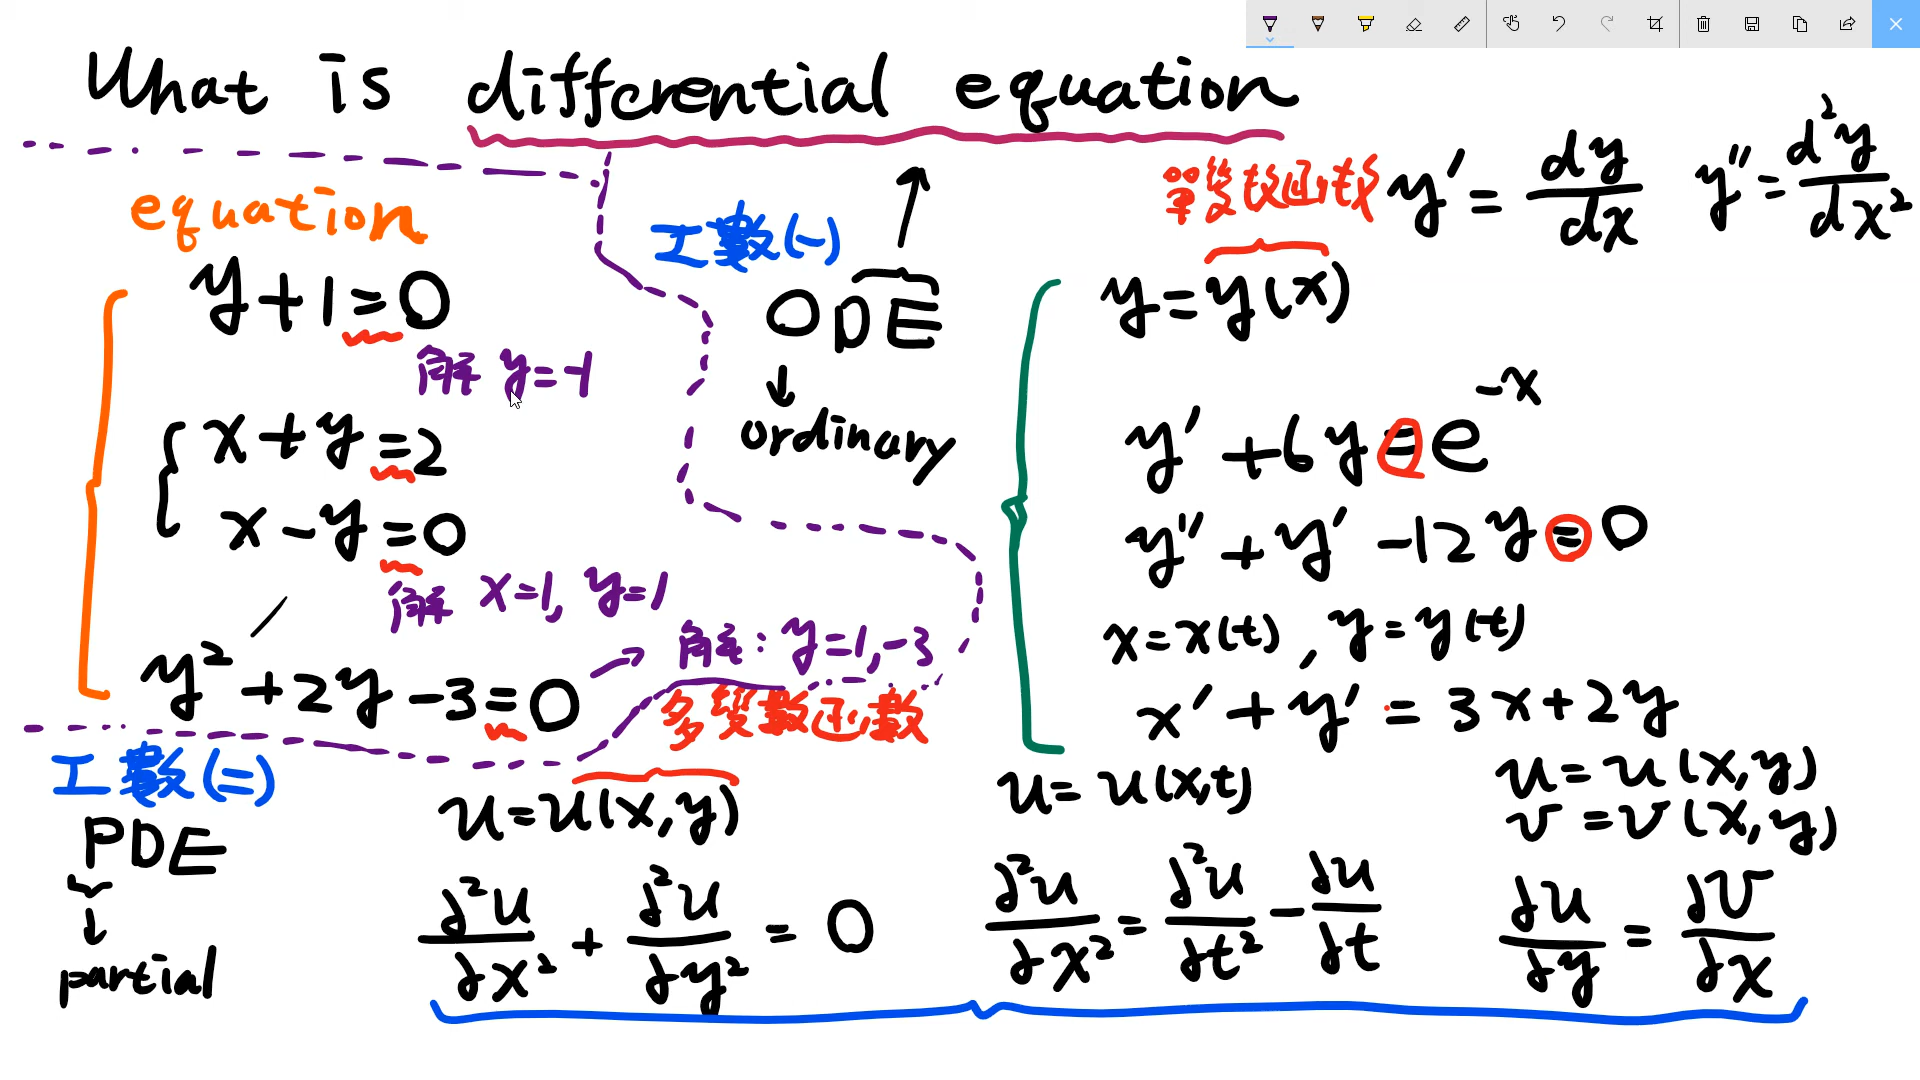 What is differential equation
equation
y+1=0
解 y=-1
x+y=2
x-y=0
解 x=1, y=1
y²+2y-3=0
解: y=1,-3
工數(一)
ODE
ordinary
單變數函數
y' = dy/dx
y'' = d²y/dx²
y=y(x)
y'+6y=e^{-x}
y''+y'-12y=0
x=x(t), y=y(t)
x'+y'=3x+2y
工數(二)
PDE
partial
多變數函數
u=u(x,y)
∂²u/∂x² + ∂²u/∂y² = 0
u=u(x,t)
∂²u/∂x² = ∂²u/∂t² - ∂u/∂t
u=u(x,y)
v=v(x,y)
∂u/∂y = ∂v/∂x